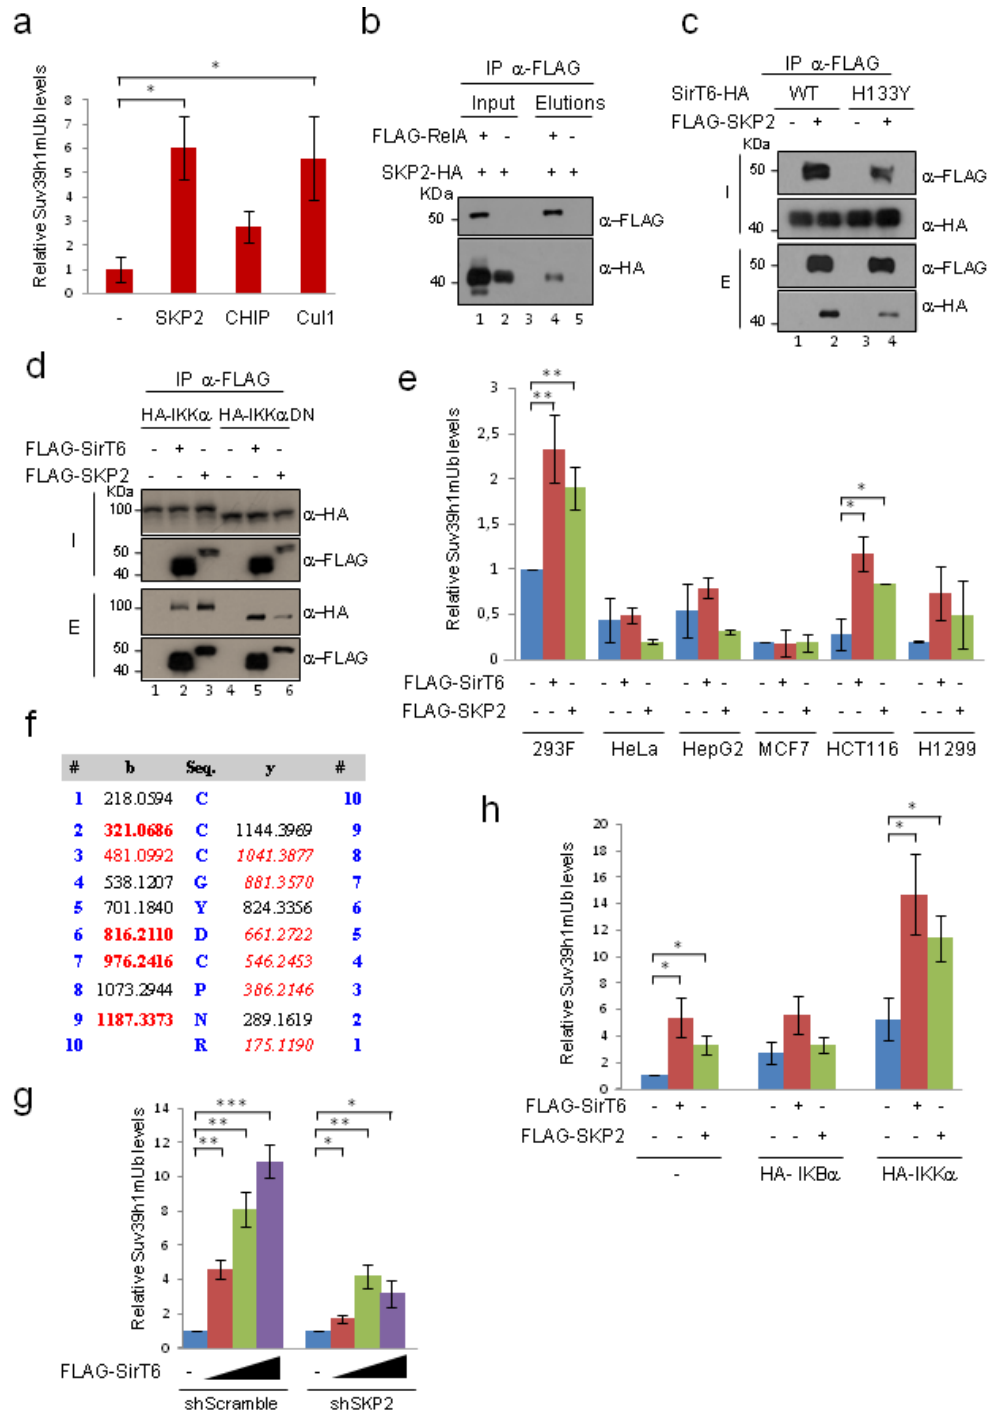 a
Relative Suv39h1mUb levels
8
7
6
5
4
3
2
1
0
*
*
- SKP2 CHIP Cul1
b
IP α-FLAG
Input Elutions
FLAG-RelA + - + -
SKP2-HA + + + +
KDa
50
α-FLAG
40
α-HA
1 2 3 4 5
c
IP α-FLAG
SirT6-HA WT H133Y
FLAG-SKP2 - + - +
KDa
I
50
α-FLAG
40
α-HA
E
50
α-FLAG
40
α-HA
1 2 3 4
d
IP α-FLAG
HA-IKKα HA-IKKαDN
FLAG-SirT6 - + - - + -
FLAG-SKP2 - - + - - +
KDa
I
100
α-HA
50
40
α-FLAG
E
100
α-HA
50
40
α-FLAG
1 2 3 4 5 6
e
Relative Suv39h1mUb levels
3
2,5
2
1,5
1
0,5
0
**
**
*
*
FLAG-SirT6 - + - - + - - + - - + - - + - - + -
FLAG-SKP2 - - + - - + - - + - - + - - + - - +
293F HeLa HepG2 MCF7 HCT116 H1299
f
# b Seq. y #
1 218.0594 C 10
2 321.0686 C 1144.3969 9
3 481.0992 C 1041.3877 8
4 538.1207 G 881.3570 7
5 701.1840 Y 824.3356 6
6 816.2110 D 661.2722 5
7 976.2416 C 546.2453 4
8 1073.2944 P 386.2146 3
9 1187.3373 N 289.1619 2
10 R 175.1190 1
g
Relative Suv39h1mUb levels
14
12
10
8
6
4
2
0
***
**
**
*
**
*
FLAG-SirT6 - -
shScramble shSKP2
h
Relative Suv39h1mUb levels
20
18
16
14
12
10
8
6
4
2
0
*
*
*
*
FLAG-SirT6 - + - - + - - + -
FLAG-SKP2 - - + - - + - - +
- HA- IKBα HA-IKKα